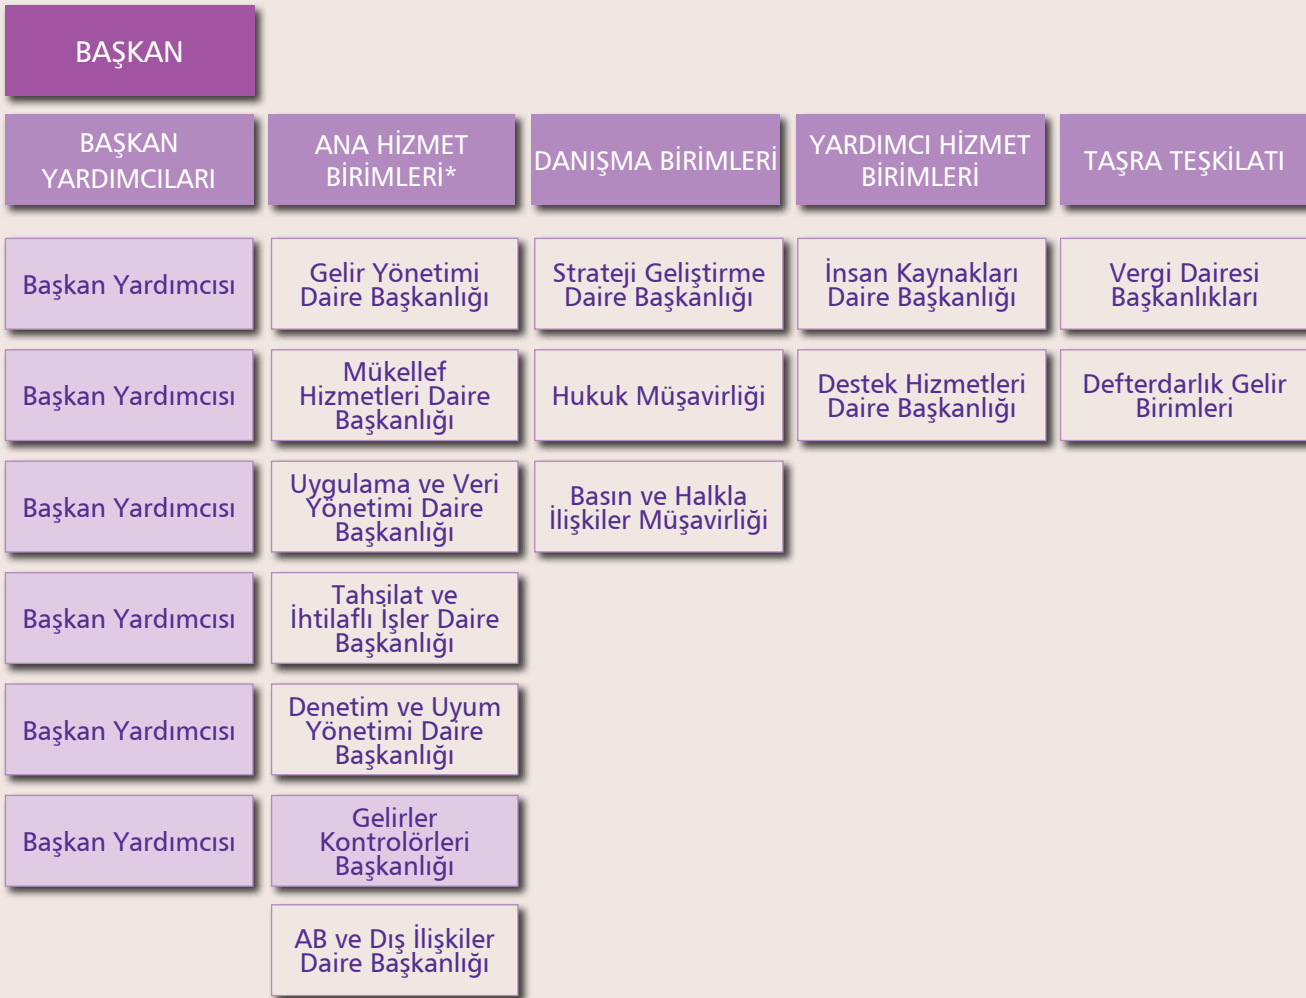 BAŞKAN
BAŞKAN
YARDIMCILARI
ANA HİZMET
BİRİMLERİ*
DANIŞMA BİRİMLERİ
YARDIMCI HİZMET
BİRİMLERİ
TAŞRA TEŞKİLATI
Başkan Yardımcısı
Gelir Yönetimi
Daire Başkanlığı
Strateji Geliştirme
Daire Başkanlığı
İnsan Kaynakları
Daire Başkanlığı
Vergi Dairesi
Başkanlıkları
Başkan Yardımcısı
Mükellef
Hizmetleri Daire
Başkanlığı
Hukuk Müşavirliği
Destek Hizmetleri
Daire Başkanlığı
Defterdarlık Gelir
Birimleri
Başkan Yardımcısı
Uygulama ve Veri
Yönetimi Daire
Başkanlığı
Basın ve Halkla
İlişkiler Müşavirliği
Başkan Yardımcısı
Tahsilat ve
İhtilaflı İşler Daire
Başkanlığı
Başkan Yardımcısı
Denetim ve Uyum
Yönetimi Daire
Başkanlığı
Başkan Yardımcısı
Gelirler
Kontrolörleri
Başkanlığı
AB ve Dış İlişkiler
Daire Başkanlığı